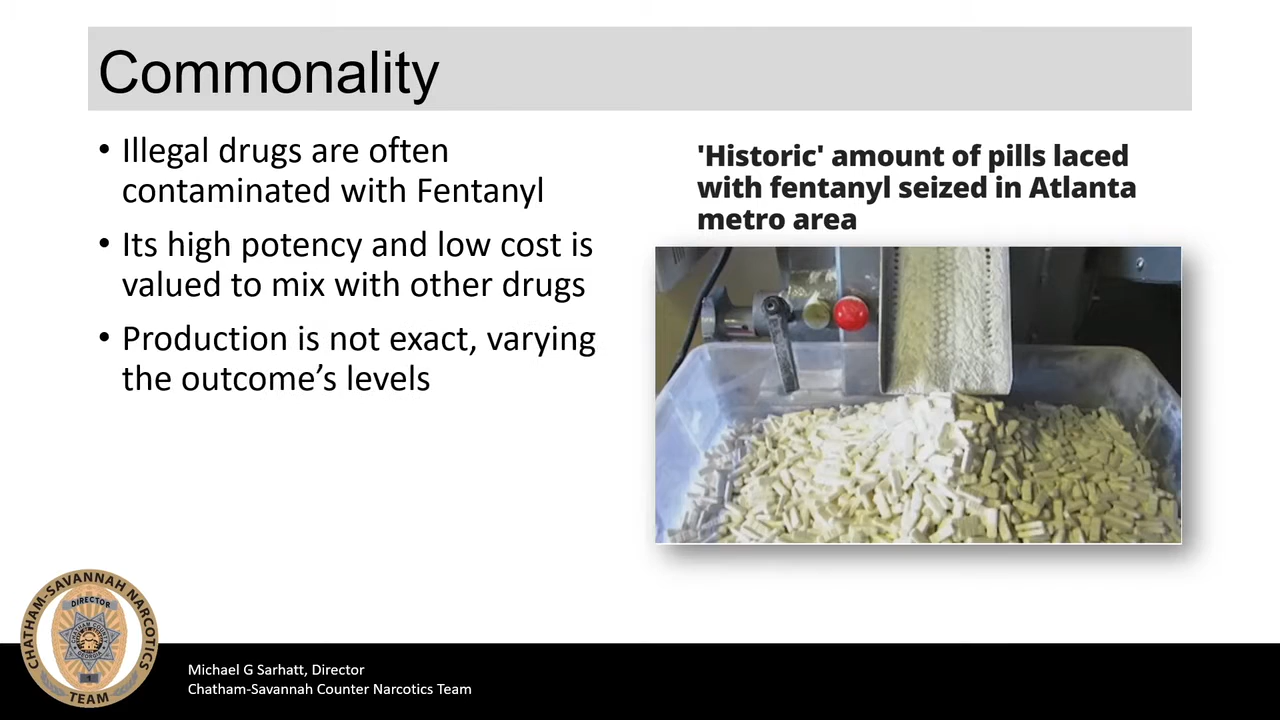 Commonality
• Illegal drugs are often
contaminated with Fentanyl
• Its high potency and low cost is
valued to mix with other drugs
• Production is not exact, varying
the outcome’s levels
'Historic' amount of pills laced
with fentanyl seized in Atlanta
metro area
CHATHAM-SAVANNAH NARCOTICS
DIRECTOR
1
TEAM
Michael G Sarhatt, Director
Chatham-Savannah Counter Narcotics Team